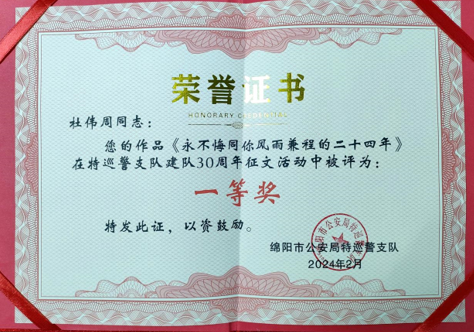 荣誉证书
HONORARY CREDENTIAL
杜伟周同志：
您的作品《永不悔同你风雨兼程的二十四年》
在特巡警支队建队30周年征文活动中被评为：
一等奖
特发此证，以资鼓励。
绵阳市公安局特巡警支队
2024年2月